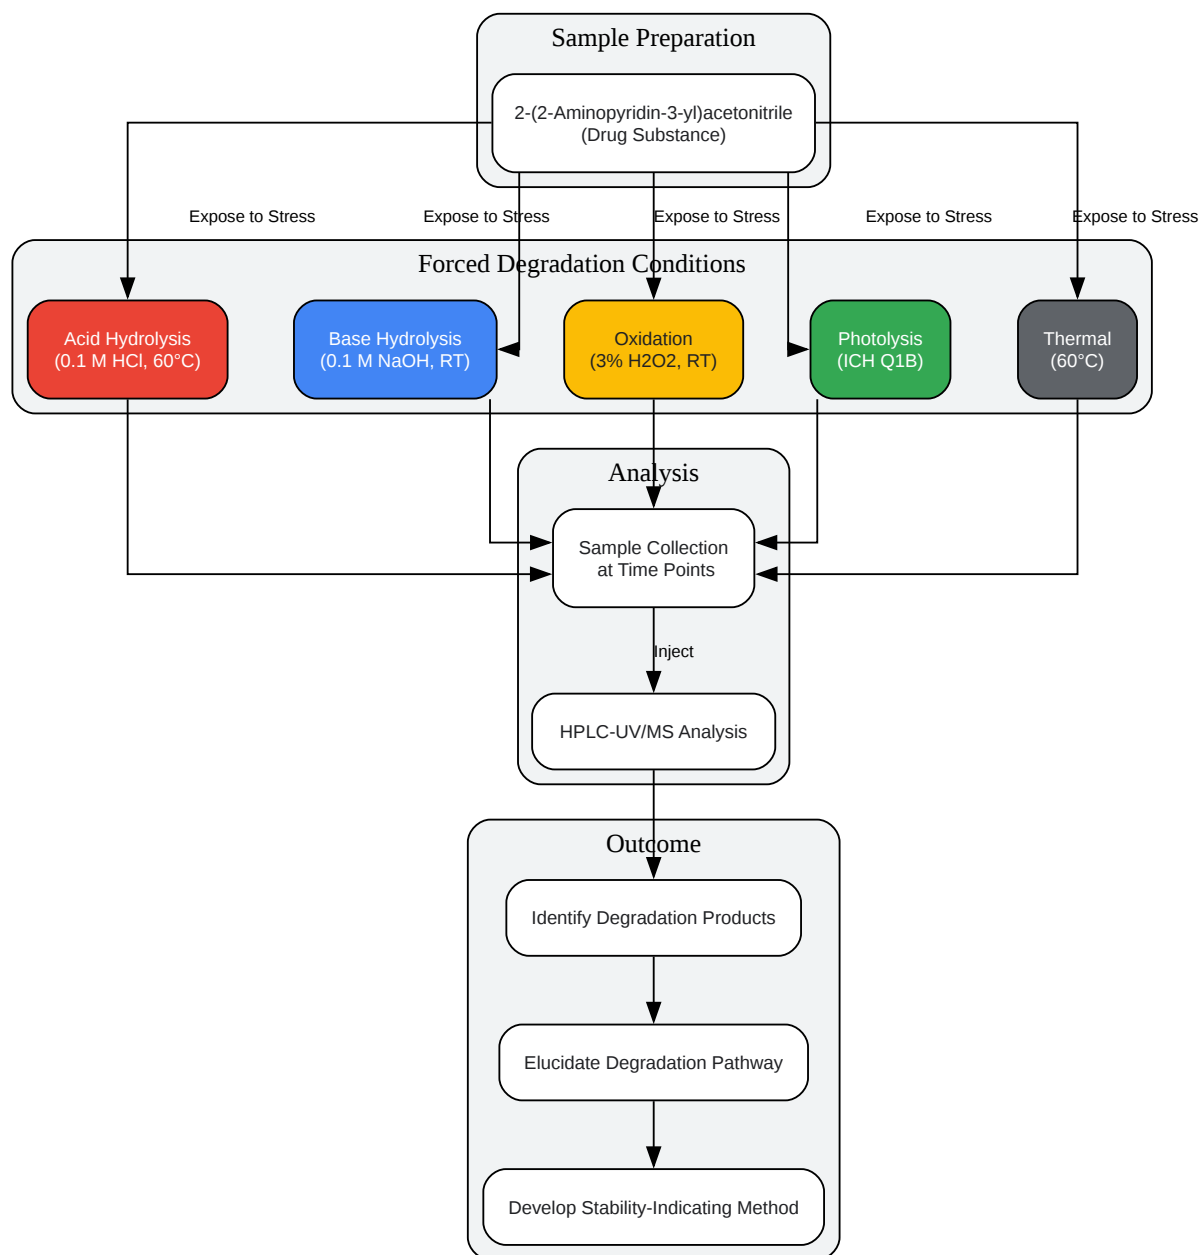 Sample Preparation
2-(2-Aminopyridin-3-yl)acetonitrile
(Drug Substance)
Expose to Stress
Expose to Stress
Expose to Stress
Expose to Stress
Expose to Stress
Forced Degradation Conditions
Acid Hydrolysis
(0.1 M HCl, 60°C)
Base Hydrolysis
(0.1 M NaOH, RT)
Oxidation
(3% H2O2, RT)
Photolysis
(ICH Q1B)
Thermal
(60°C)
Analysis
Sample Collection
at Time Points
Inject
HPLC-UV/MS Analysis
Outcome
Identify Degradation Products
Elucidate Degradation Pathway
Develop Stability-Indicating Method